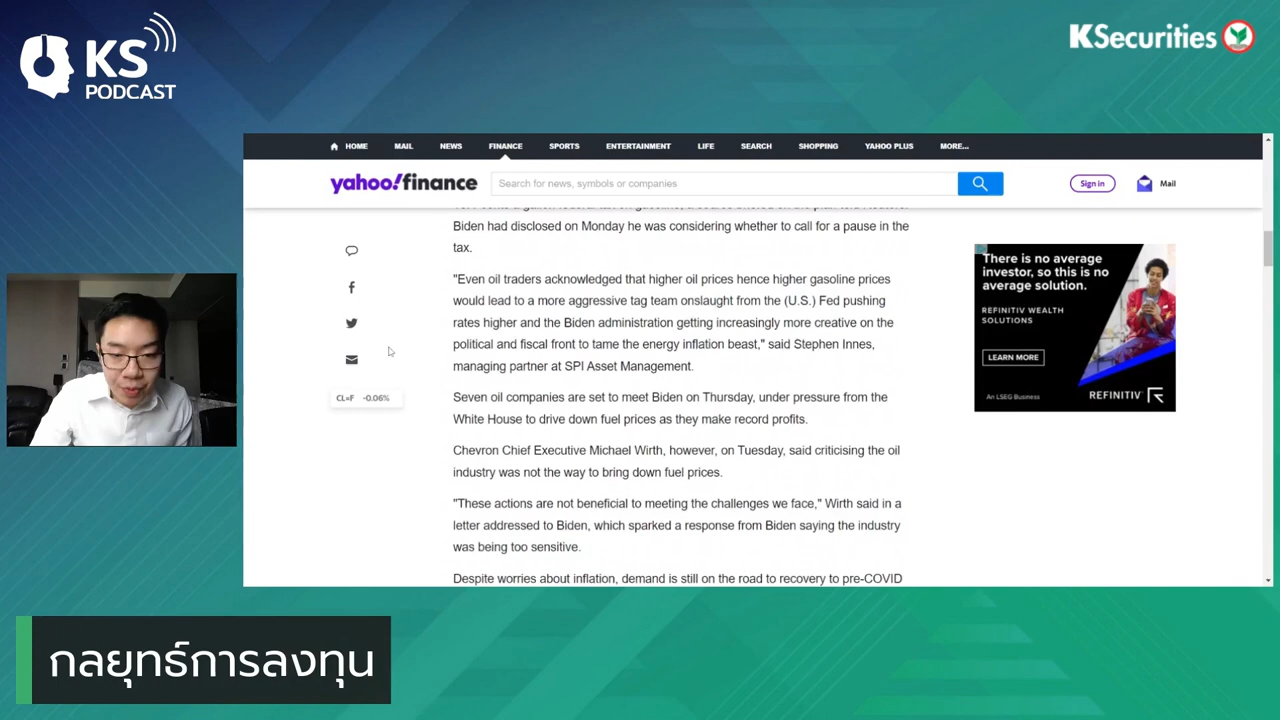 KS
PODCAST
KSecurities
HOME MAIL NEWS FINANCE SPORTS ENTERTAINMENT LIFE SEARCH SHOPPING YAHOO PLUS MORE...
yahoo!finance
Search for news, symbols or companies
Sign in
Mail
Biden had disclosed on Monday he was considering whether to call for a pause in the
tax.
"Even oil traders acknowledged that higher oil prices hence higher gasoline prices
would lead to a more aggressive tag team onslaught from the (U.S.) Fed pushing
rates higher and the Biden administration getting increasingly more creative on the
political and fiscal front to tame the energy inflation beast," said Stephen Innes,
managing partner at SPI Asset Management.
CL=F -0.06%
Seven oil companies are set to meet Biden on Thursday, under pressure from the
White House to drive down fuel prices as they make record profits.
Chevron Chief Executive Michael Wirth, however, on Tuesday, said criticising the oil
industry was not the way to bring down fuel prices.
"These actions are not beneficial to meeting the challenges we face," Wirth said in a
letter addressed to Biden, which sparked a response from Biden saying the industry
was being too sensitive.
Despite worries about inflation, demand is still on the road to recovery to pre-COVID
There is no average
investor, so this is no
average solution.
REFINITIV WEALTH
SOLUTIONS
LEARN MORE
An LSEG Business
REFINITIV
กลยุทธ์การลงทุน